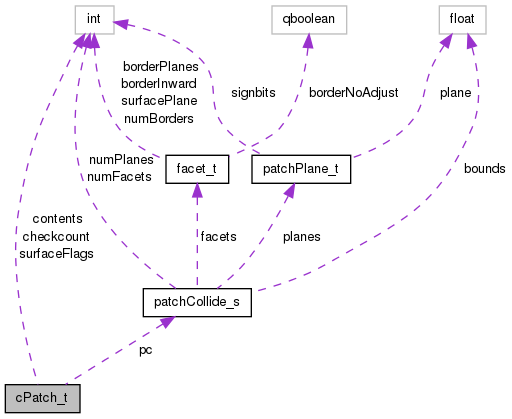 int
qboolean
float
borderPlanes
borderInward
surfacePlane
numBorders
signbits
borderNoAdjust
plane
numPlanes
numFacets
facet_t
patchPlane_t
bounds
contents
checkcount
surfaceFlags
facets
planes
patchCollide_s
pc
cPatch_t